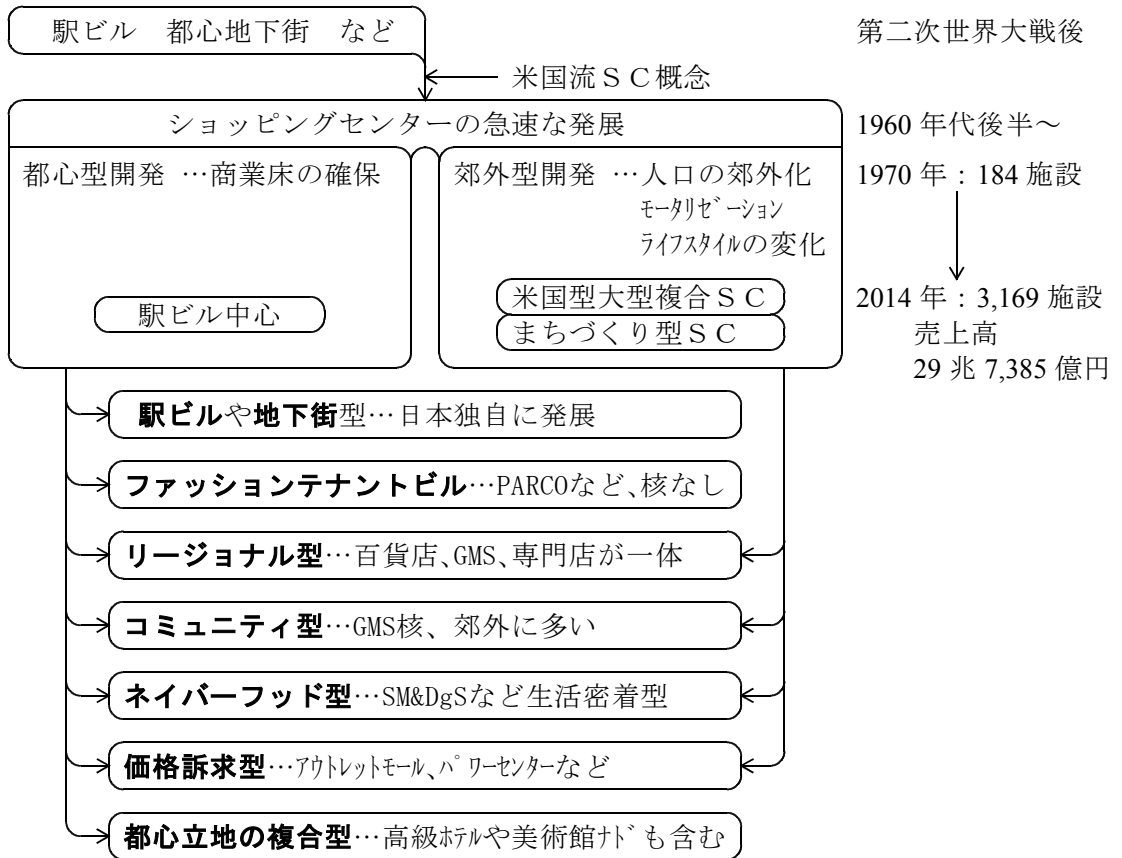 駅ビル　都心地下街　など
第二次世界大戦後
米国流ＳＣ概念
ショッピングセンターの急速な発展
1960 年代後半～
都心型開発 …商業床の確保
郊外型開発 …人口の郊外化
ﾓｰﾀﾘｾﾞｰｼｮﾝ
ﾗｲﾌｽﾀｲﾙの変化
1970 年：184 施設
駅ビル中心
米国型大型複合ＳＣ
まちづくり型ＳＣ
2014 年：3,169 施設
売上高
29 兆 7,385 億円
駅ビルや地下街型…日本独自に発展
ファッションテナントビル…PARCOなど、核なし
リージョナル型…百貨店、GMS、専門店が一体
コミュニティ型…GMS核、郊外に多い
ネイバーフッド型…SM&DgSなど生活密着型
価格訴求型…ｱｳﾄﾚｯﾄﾓｰﾙ、ﾊﾟﾜｰｾﾝﾀｰなど
都心立地の複合型…高級ﾎﾃﾙや美術館ﾅﾄﾞも含む